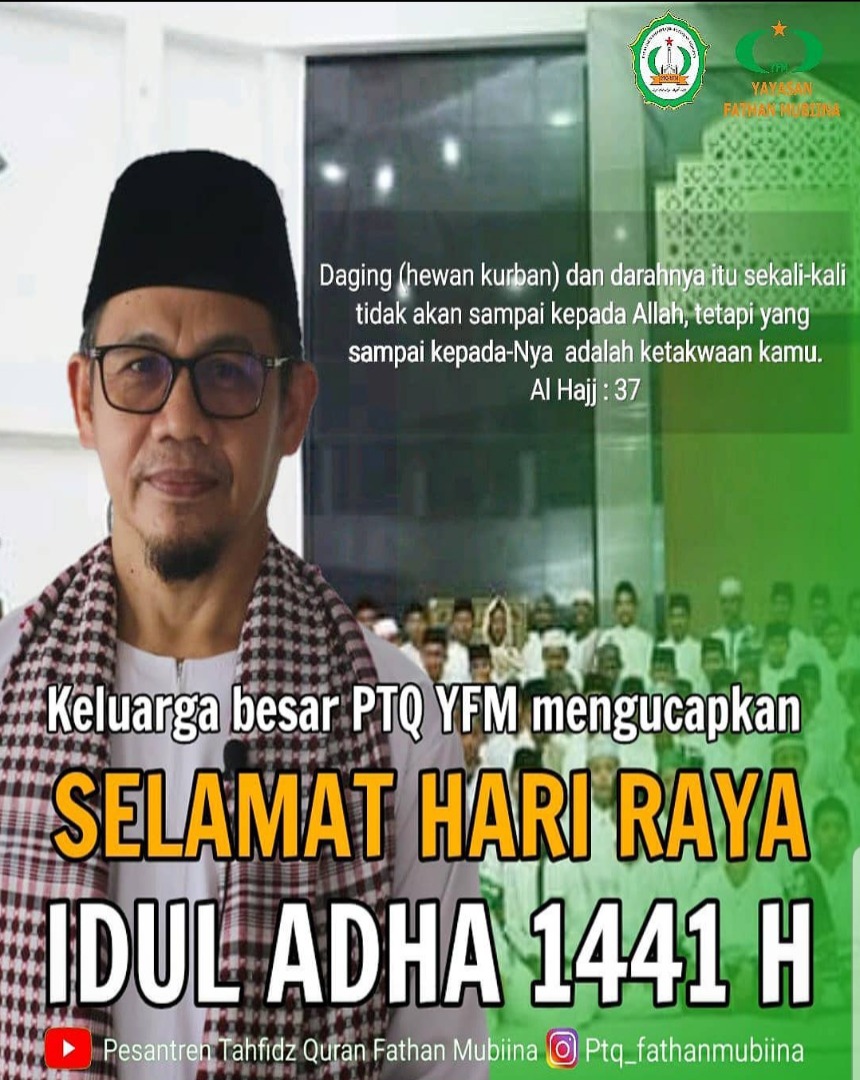 YFM
YAYASAN
FATHAN MUBIINA
Daging (hewan kurban) dan darahnya itu sekali-kali
tidak akan sampai kepada Allah, tetapi yang
sampai kepada-Nya adalah ketakwaan kamu.
Al Hajj : 37
Keluarga besar PTQ YFM mengucapkan
SELAMAT HARI RAYA
IDUL ADHA 1441 H
Pesantren Tahfidz Quran Fathan Mubiina Ptq_fathanmubiina